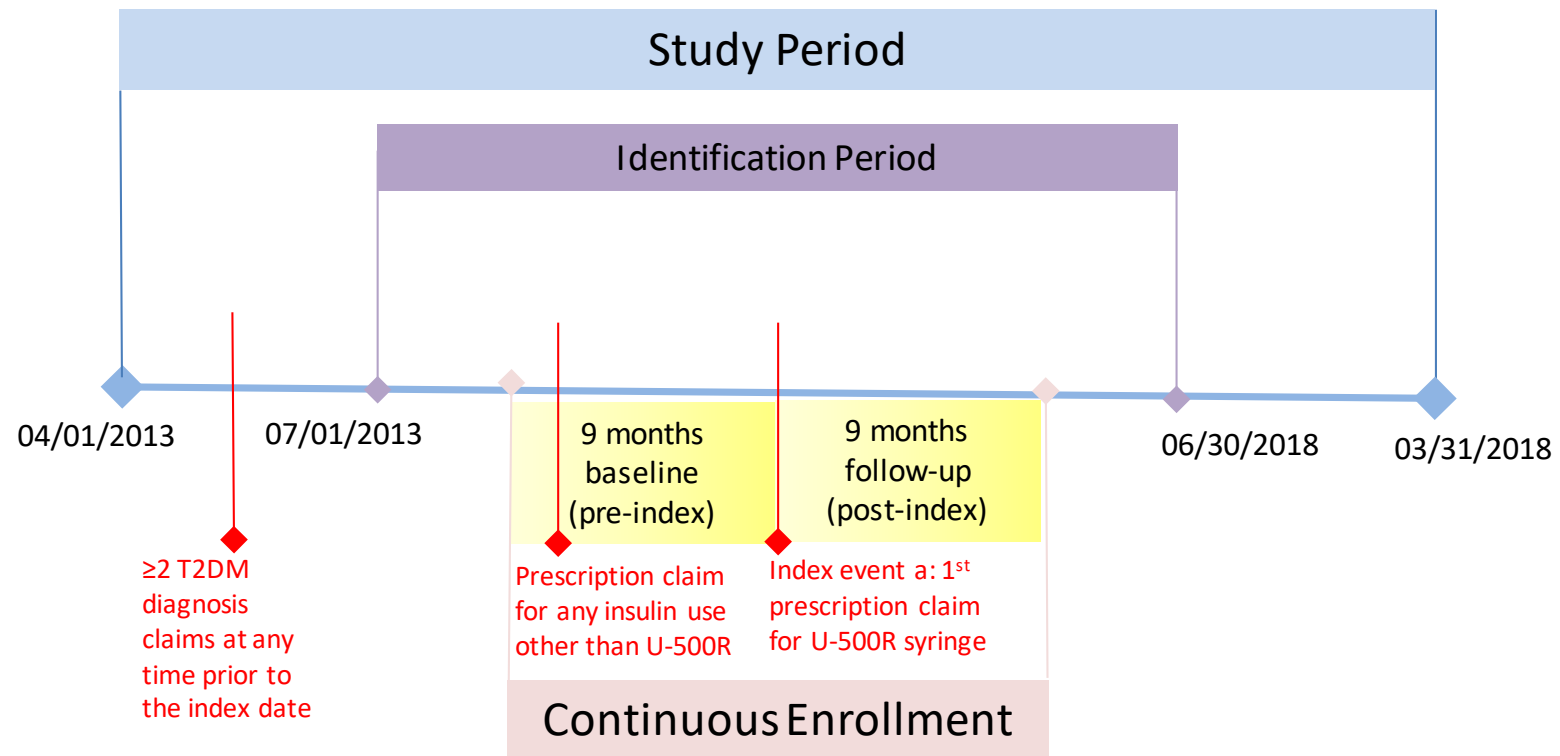 Study Period
Identification Period
04/01/2013
07/01/2013
9 months
baseline
(pre-index)
9 months
follow-up
(post-index)
06/30/2018
03/31/2018
≥2 T2DM
diagnosis
claims at any
time prior to
the index date
Prescription claim
for any insulin use
other than U-500R
Index event a: 1st
prescription claim
for U-500R syringe
Continuous Enrollment